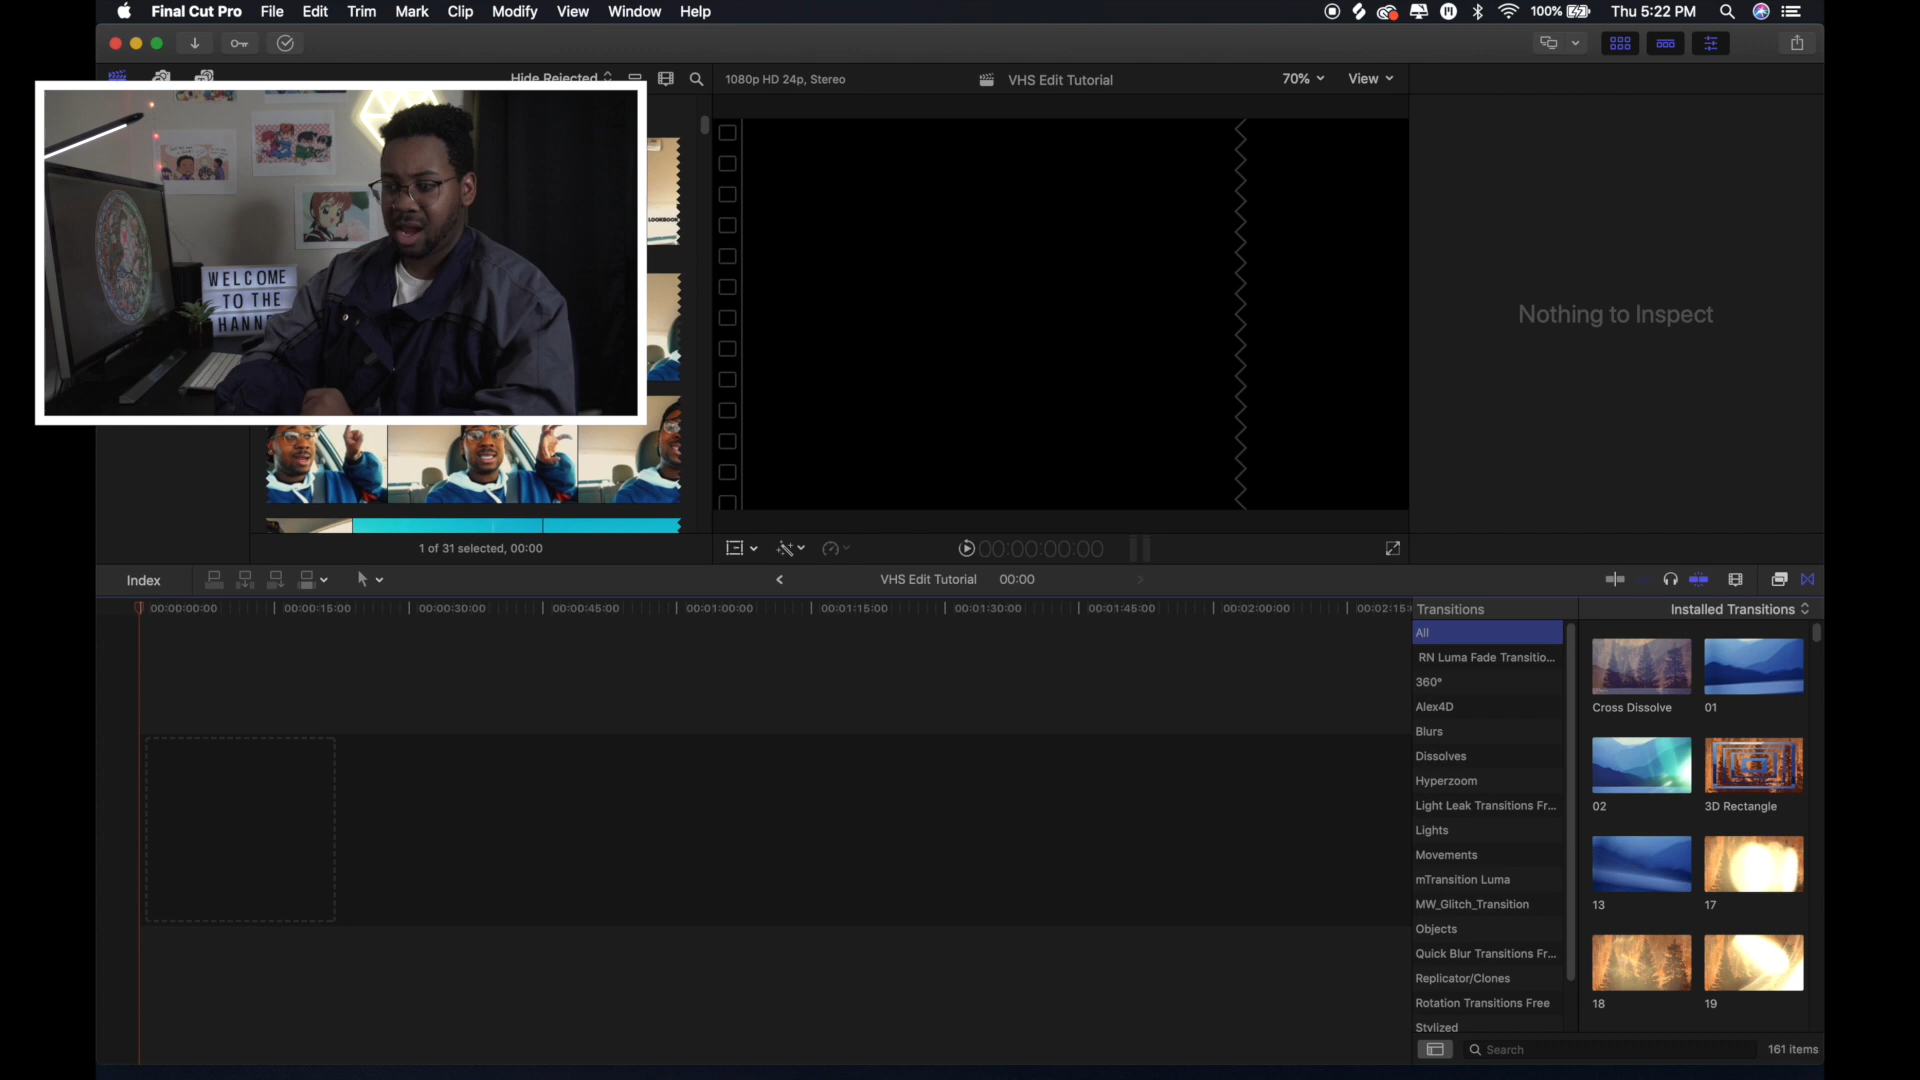 Final Cut Pro File Edit Trim Mark Clip Modify View Window Help
100% Thu 5:22 PM
Hide Rejected
1080p HD 24p, Stereo
VHS Edit Tutorial
70%
View
WELCOME
TO THE
HANN
LOOKBOOK
Nothing to Inspect
1 of 31 selected, 00:00
00:00:00:00
Index
VHS Edit Tutorial 00:00
00:00:00:00 00:00:15:00 00:00:30:00 00:00:45:00 00:01:00:00 00:01:15:00 00:01:30:00 00:01:45:00 00:02:00:00 00:02:15:
Transitions
Installed Transitions
All
RN Luma Fade Transitio...
360°
Alex4D
Blurs
Dissolves
Hyperzoom
Light Leak Transitions Fr...
Lights
Movements
mTransition Luma
MW_Glitch_Transition
Objects
Quick Blur Transitions Fr...
Replicator/Clones
Rotation Transitions Free
Stylized
Cross Dissolve
01
02
3D Rectangle
13
17
18
19
Search
161 items